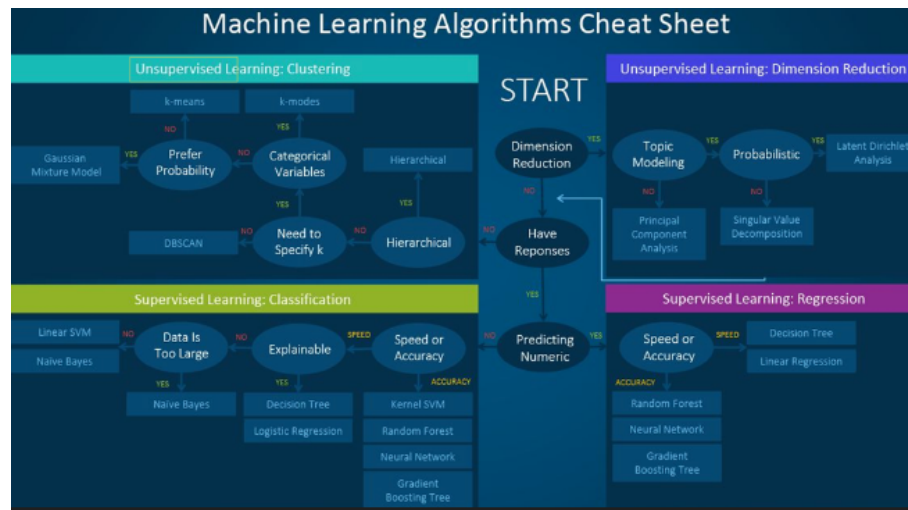 Machine Learning Algorithms Cheat Sheet
Unsupervised Learning: Clustering
START
Unsupervised Learning: Dimension Reduction
k-means
k-modes
NO
YES
Gaussian
Mixture Model
YES
Prefer
Probability
NO
Categorical
Variables
Hierarchical
YES
YES
DBSCAN
NO
Need to
Specify k
NO
Hierarchical
NO
Dimension
Reduction
YES
Topic
Modeling
YES
Probabilistic
YES
Latent Dirichlet
Analysis
NO
NO
NO
Principal
Component
Analysis
Singular Value
Decomposition
Have
Reponses
YES
Supervised Learning: Classification
Supervised Learning: Regression
Linear SVM
Naïve Bayes
NO
Data Is
Too Large
NO
Explainable
SPEED
Speed or
Accuracy
NO
Predicting
Numeric
YES
Speed or
Accuracy
SPEED
Decision Tree
Linear Regression
YES
YES
ACCURACY
ACCURACY
Naïve Bayes
Decision Tree
Logistic Regression
Kernel SVM
Random Forest
Neural Network
Gradient
Boosting Tree
Random Forest
Neural Network
Gradient
Boosting Tree